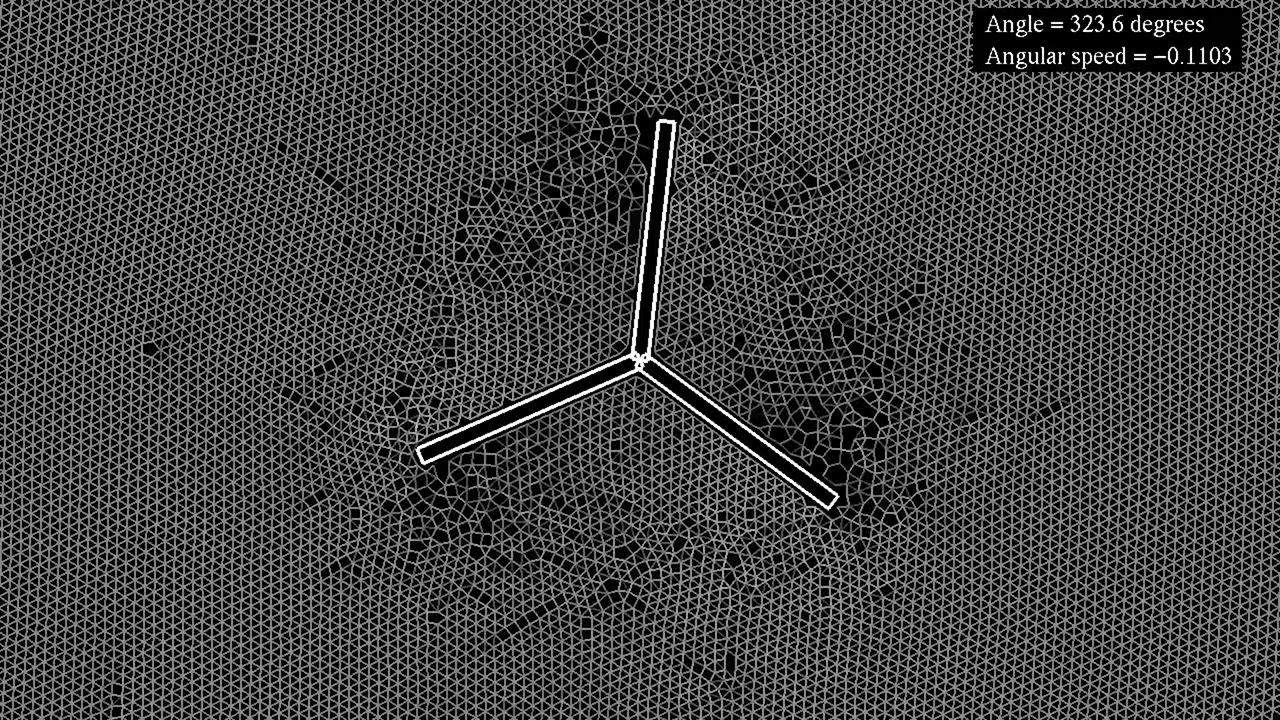 Angle = 323.6 degrees
Angular speed = −0.1103